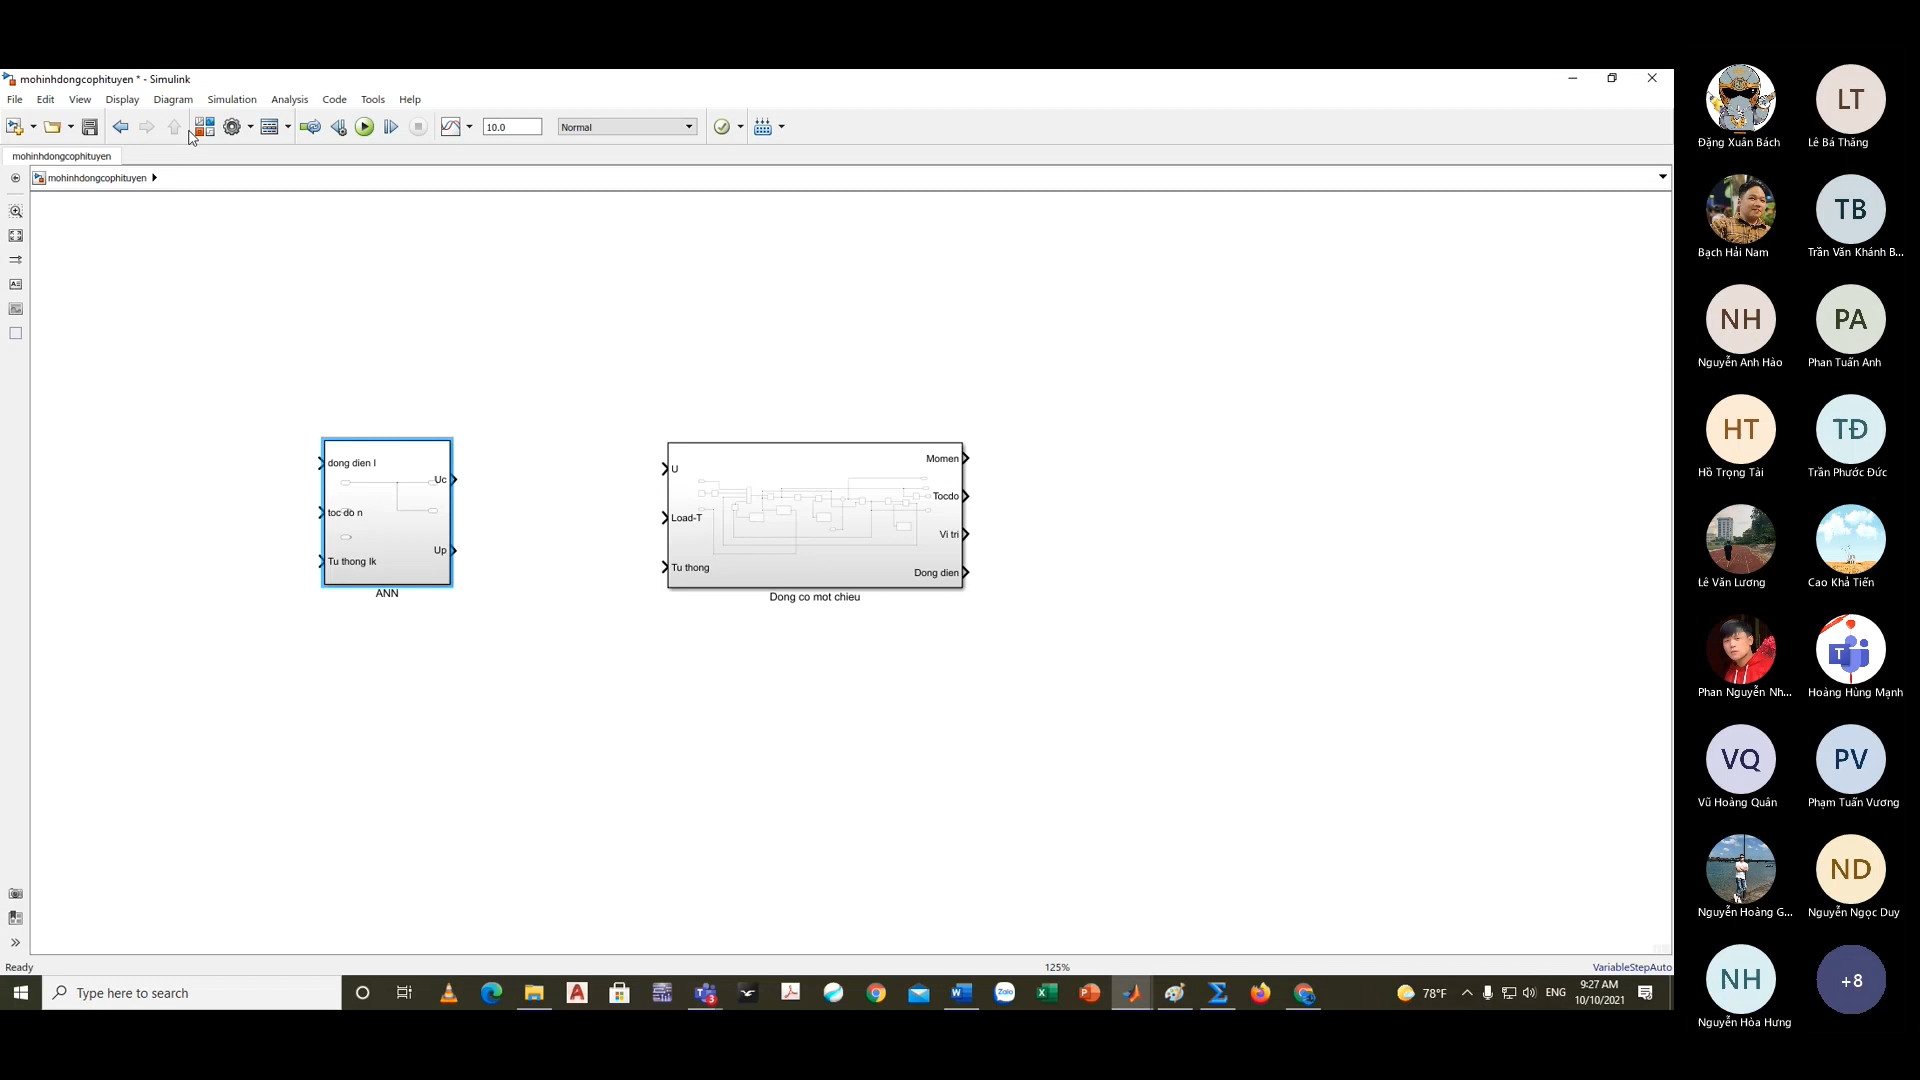 mohinhdongcophituyen * - Simulink
File Edit View Display Diagram Simulation Analysis Code Tools Help
10.0 Normal
mohinhdongcophituyen
mohinhdongcophituyen
dong dien I
toc do n
Tu thong Ik
Uc
Up
ANN
U
Load-T
Tu thong
Momen
Tocdo
Vi tri
Dong dien
Dong co mot chieu
Ready
125%
VariableStepAuto
Type here to search
78°F
ENG
9:27 AM
10/10/2021
Đặng Xuân Bách
LT
Lê Bá Thăng
Bạch Hải Nam
TB
Trần Văn Khánh B...
NH
Nguyễn Anh Hào
PA
Phan Tuấn Anh
HT
Hồ Trọng Tài
TĐ
Trần Phước Đức
Lê Văn Lương
Cao Khả Tiến
Phan Nguyễn Nh...
Hoàng Hùng Mạnh
VQ
Vũ Hoàng Quân
PV
Phạm Tuấn Vương
Nguyễn Hoàng G...
ND
Nguyễn Ngọc Duy
NH
Nguyễn Hòa Hưng
+8